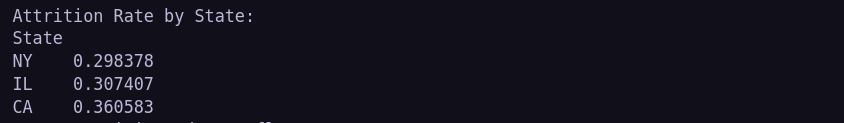 Attrition Rate by State:
State
NY    0.298378
IL    0.307407
CA    0.360583